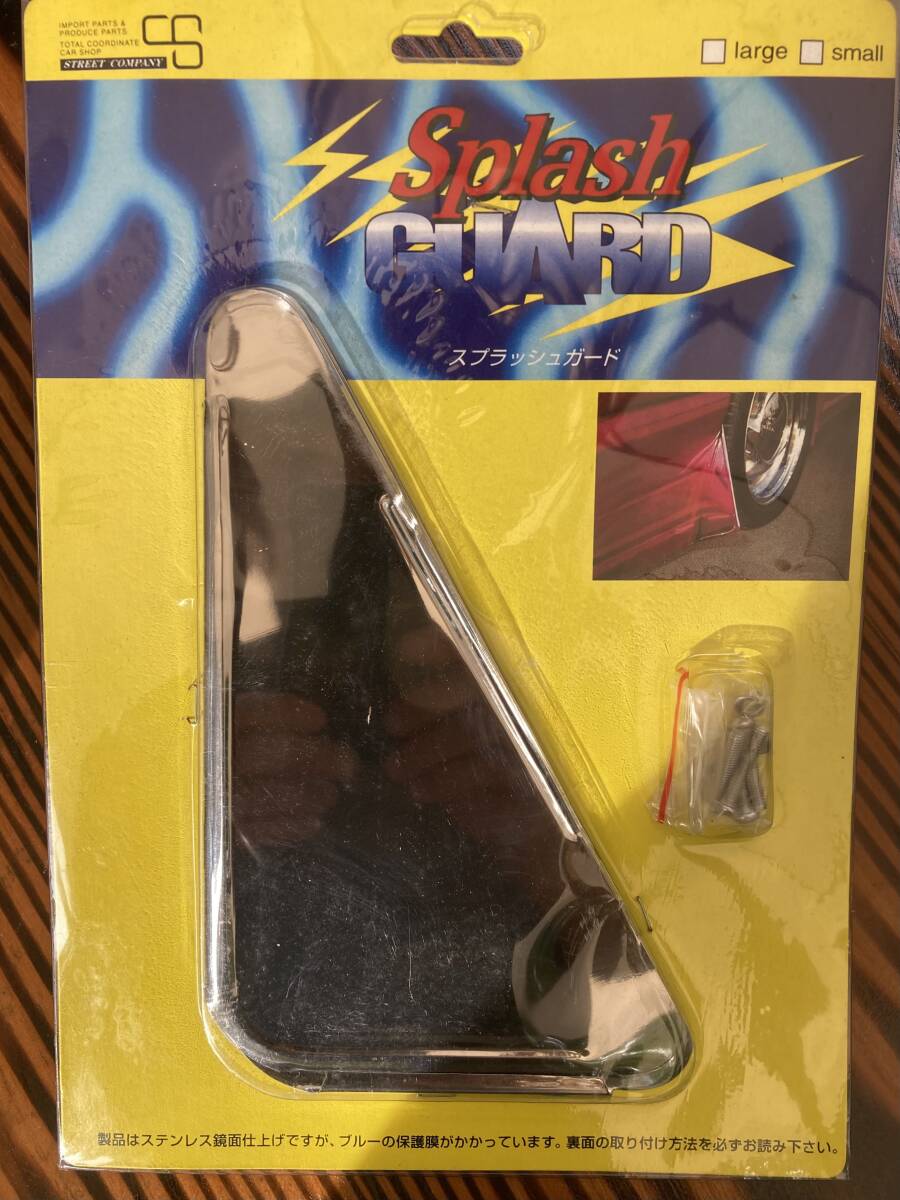 IMPORT PARTS &
PRODUCE PARTS
TOTAL COORDINATE
CAR SHOP
STREET COMPANY
CS
large small
Splash
GUARD
スプラッシュガード
製品はステンレス鏡面仕上げですが、ブルーの保護膜がかかっています。裏面の取り付け方法を必ずお読み下さい。